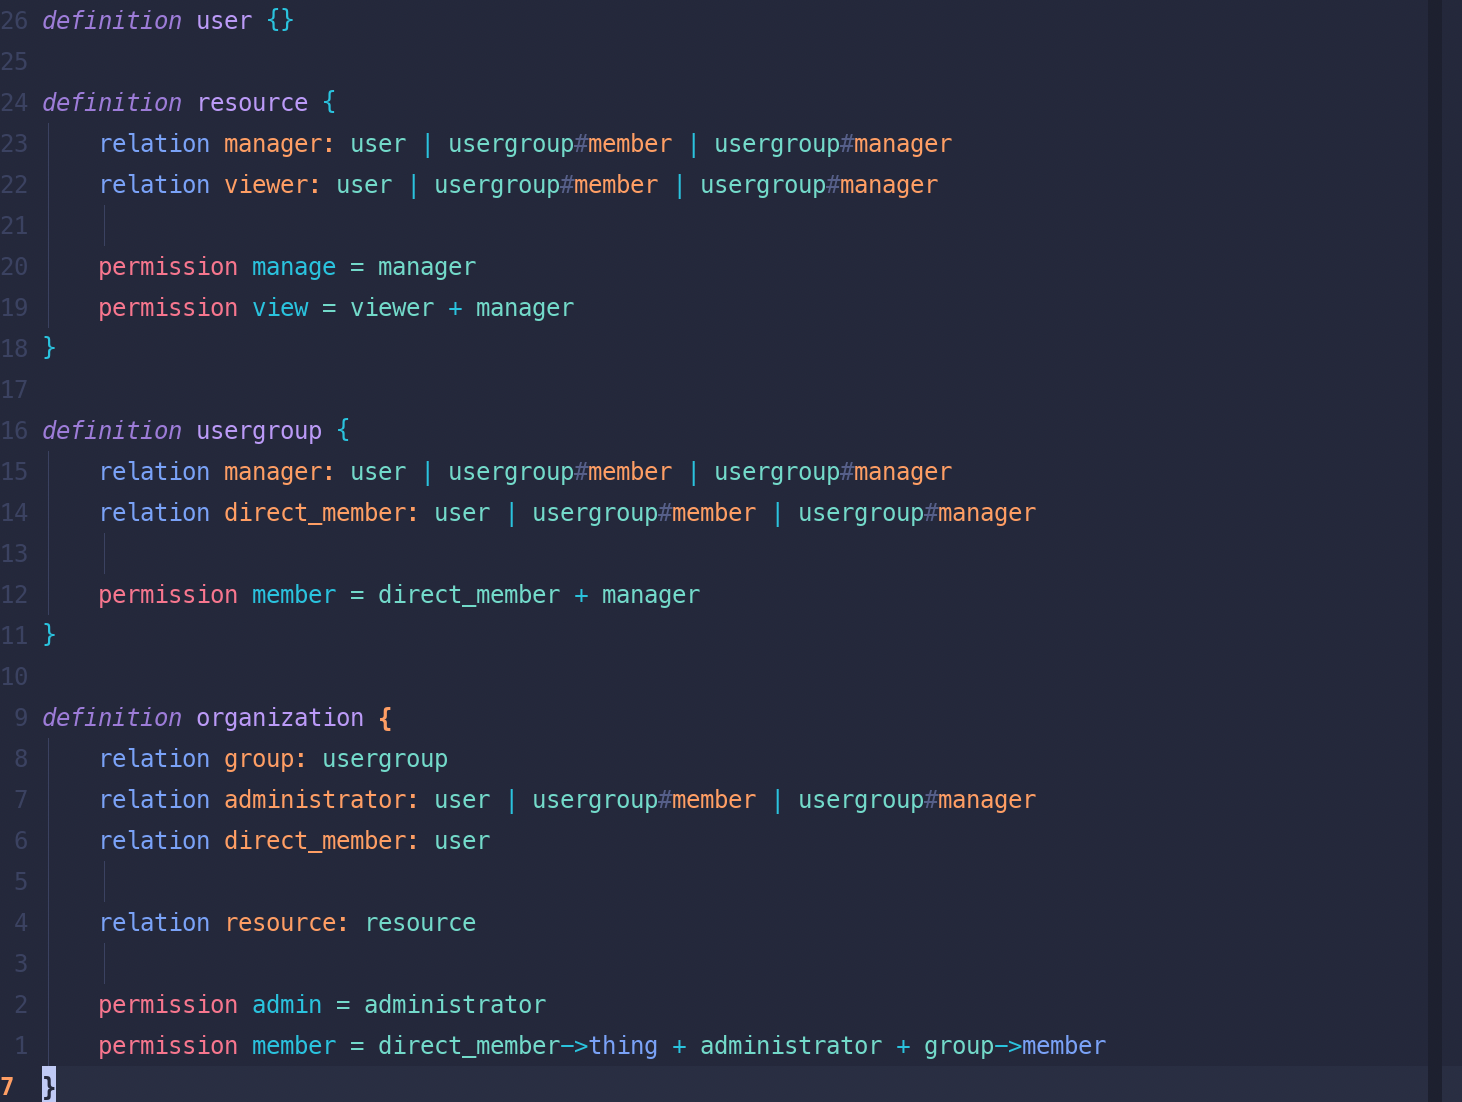 26 definition user {}
25
24 definition resource {
23     relation manager: user | usergroup#member | usergroup#manager
22     relation viewer: user | usergroup#member | usergroup#manager
21
20     permission manage = manager
19     permission view = viewer + manager
18 }
17
16 definition usergroup {
15     relation manager: user | usergroup#member | usergroup#manager
14     relation direct_member: user | usergroup#member | usergroup#manager
13
12     permission member = direct_member + manager
11 }
10
9 definition organization {
8     relation group: usergroup
7     relation administrator: user | usergroup#member | usergroup#manager
6     relation direct_member: user
5
4     relation resource: resource
3
2     permission admin = administrator
1     permission member = direct_member->thing + administrator + group->member
7 }